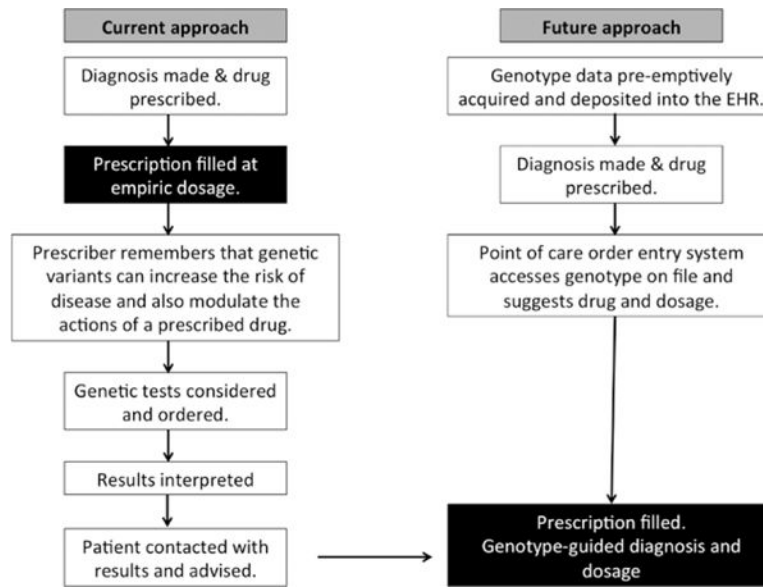 Current approach
Diagnosis made & drug
prescribed.
Prescription filled at
empiric dosage.
Prescriber remembers that genetic
variants can increase the risk of
disease and also modulate the
actions of a prescribed drug.
Genetic tests considered
and ordered.
Results interpreted
Patient contacted with
results and advised.
Future approach
Genotype data pre-emptively
acquired and deposited into the EHR.
Diagnosis made & drug
prescribed.
Point of care order entry system
accesses genotype on file and
suggests drug and dosage.
Prescription filled.
Genotype-guided diagnosis and
dosage